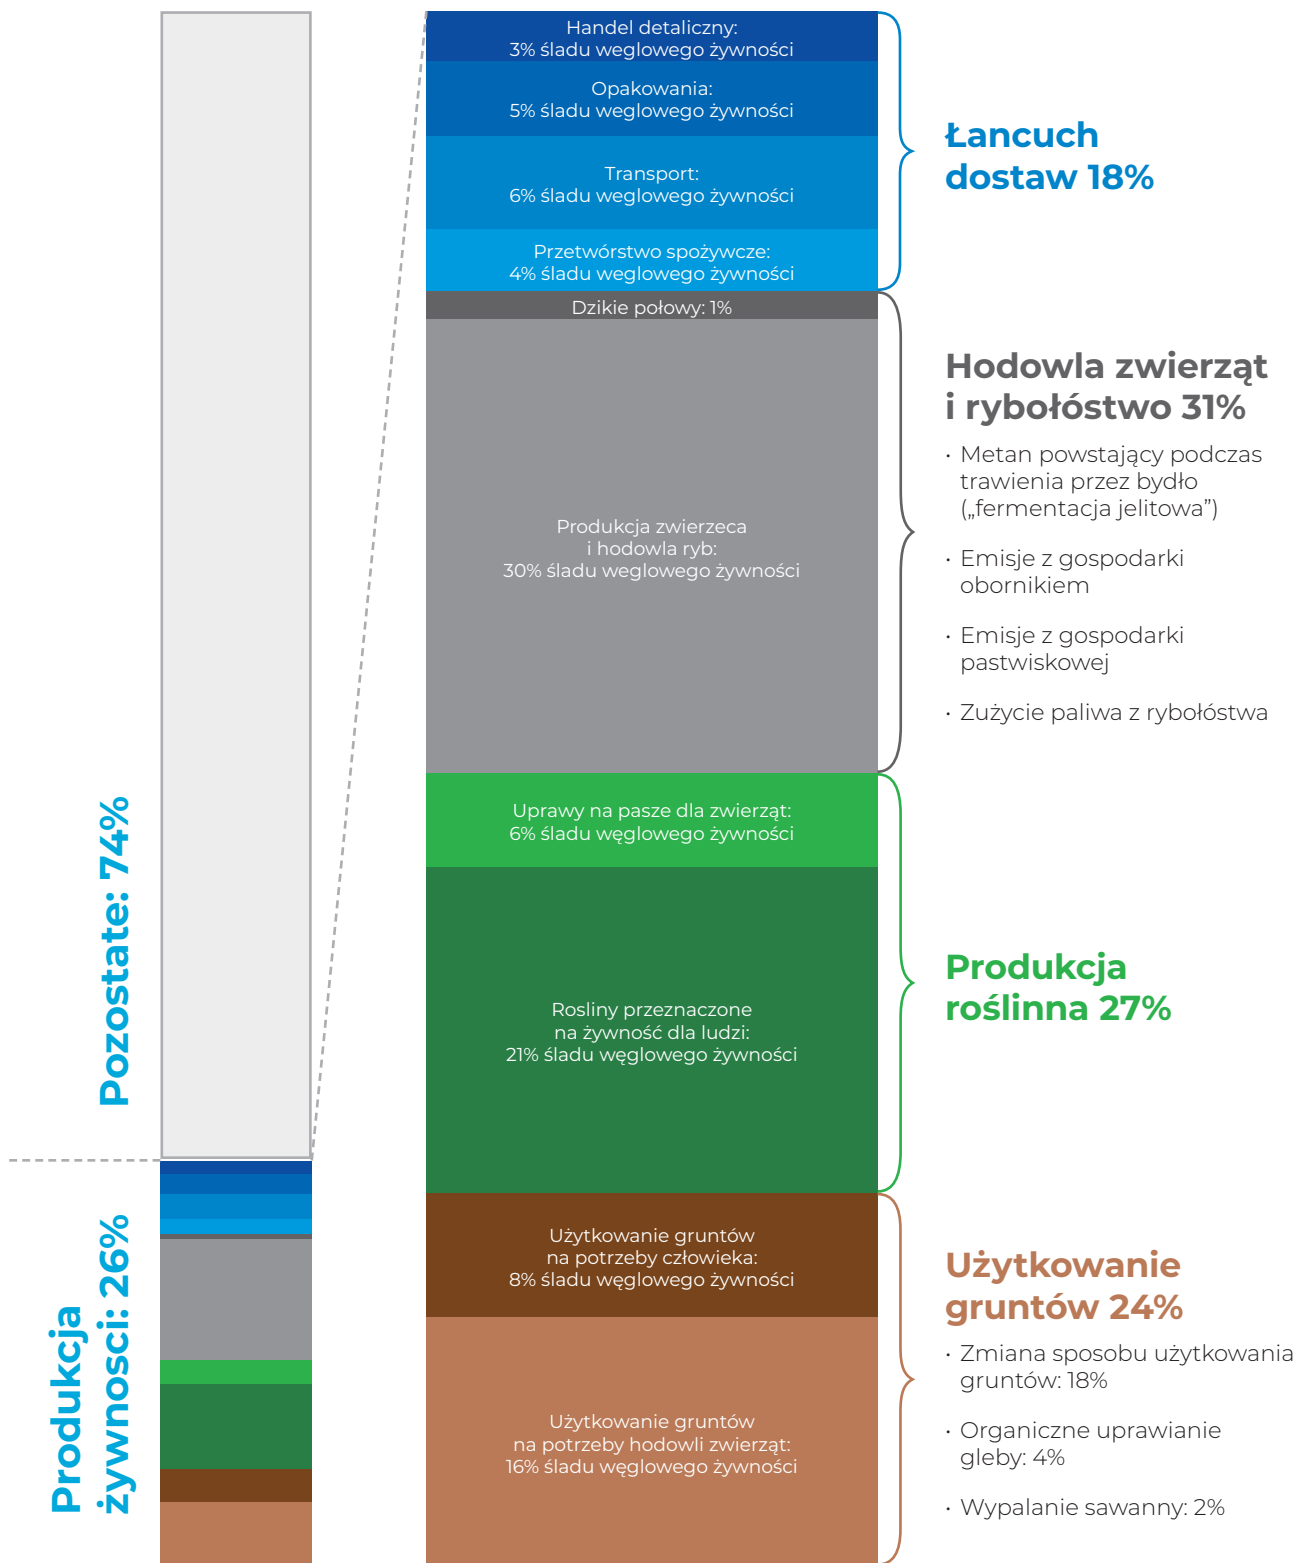 Handel detaliczny:
3% śladu weglowego żywności
Opakowania:
5% śladu weglowego żywności
Transport:
6% śladu weglowego żywności
Przetwórstwo spożywcze:
4% śladu weglowego żywności
Łancuch
dostaw 18%
Dzikie połowy: 1%
Produkcja zwierzeca
i hodowla ryb:
30% śladu weglowego żywności
Hodowla zwierząt
i rybołóstwo 31%
· Metan powstający podczas
trawienia przez bydło
(„fermentacja jelitowa”)
· Emisje z gospodarki
obornikiem
· Emisje z gospodarki
pastwiskowej
· Zużycie paliwa z rybołóstwa
Uprawy na pasze dla zwierząt:
6% śladu węglowego żywności
Rosliny przeznaczone
na żywność dla ludzi:
21% śladu węglowego żywności
Produkcja
roślinna 27%
Użytkowanie gruntów
na potrzeby człowieka:
8% śladu węglowego żywności
Użytkowanie gruntów
na potrzeby hodowli zwierząt:
16% śladu węglowego żywności
Użytkowanie
gruntów 24%
· Zmiana sposobu użytkowania
gruntów: 18%
· Organiczne uprawianie
gleby: 4%
· Wypalanie sawanny: 2%
Pozostate: 74%
Produkcja
żywnosci: 26%